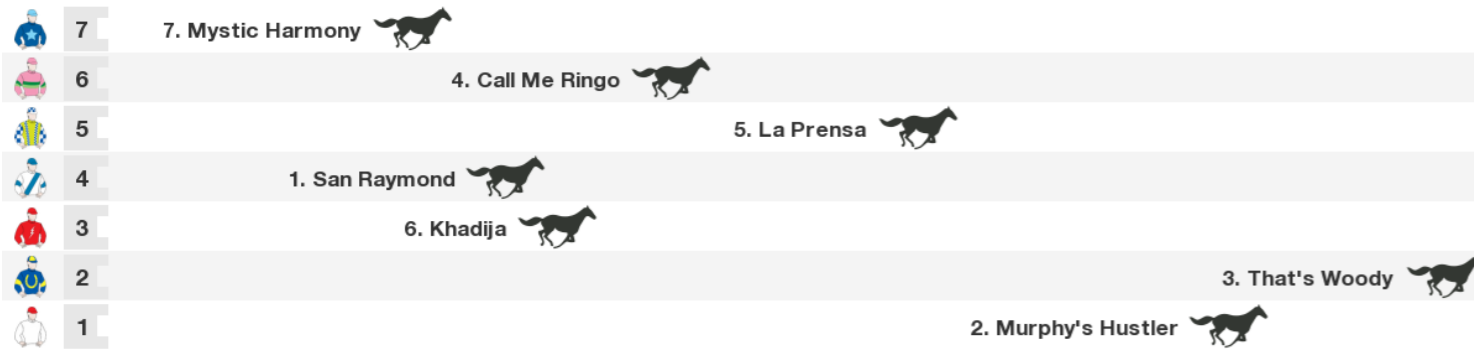 7 7. Mystic Harmony
6 4. Call Me Ringo
5 5. La Prensa
4 1. San Raymond
3 6. Khadija
2 3. That's Woody
1 2. Murphy's Hustler